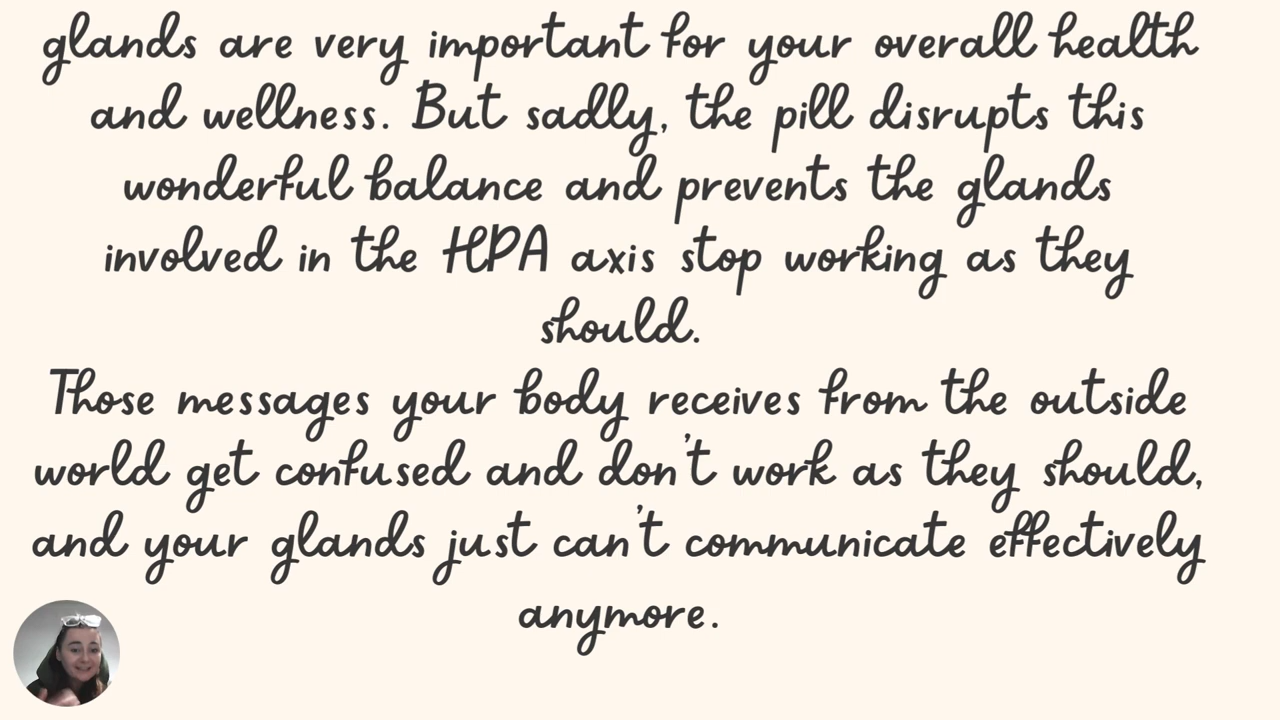 glands are very important for your overall health
and wellness. But sadly, the pill disrupts this
wonderful balance and prevents the glands
involved in the HPA axis stop working as they
should.
Those messages your body receives from the outside
world get confused and don't work as they should,
and your glands just can't communicate effectively
anymore.